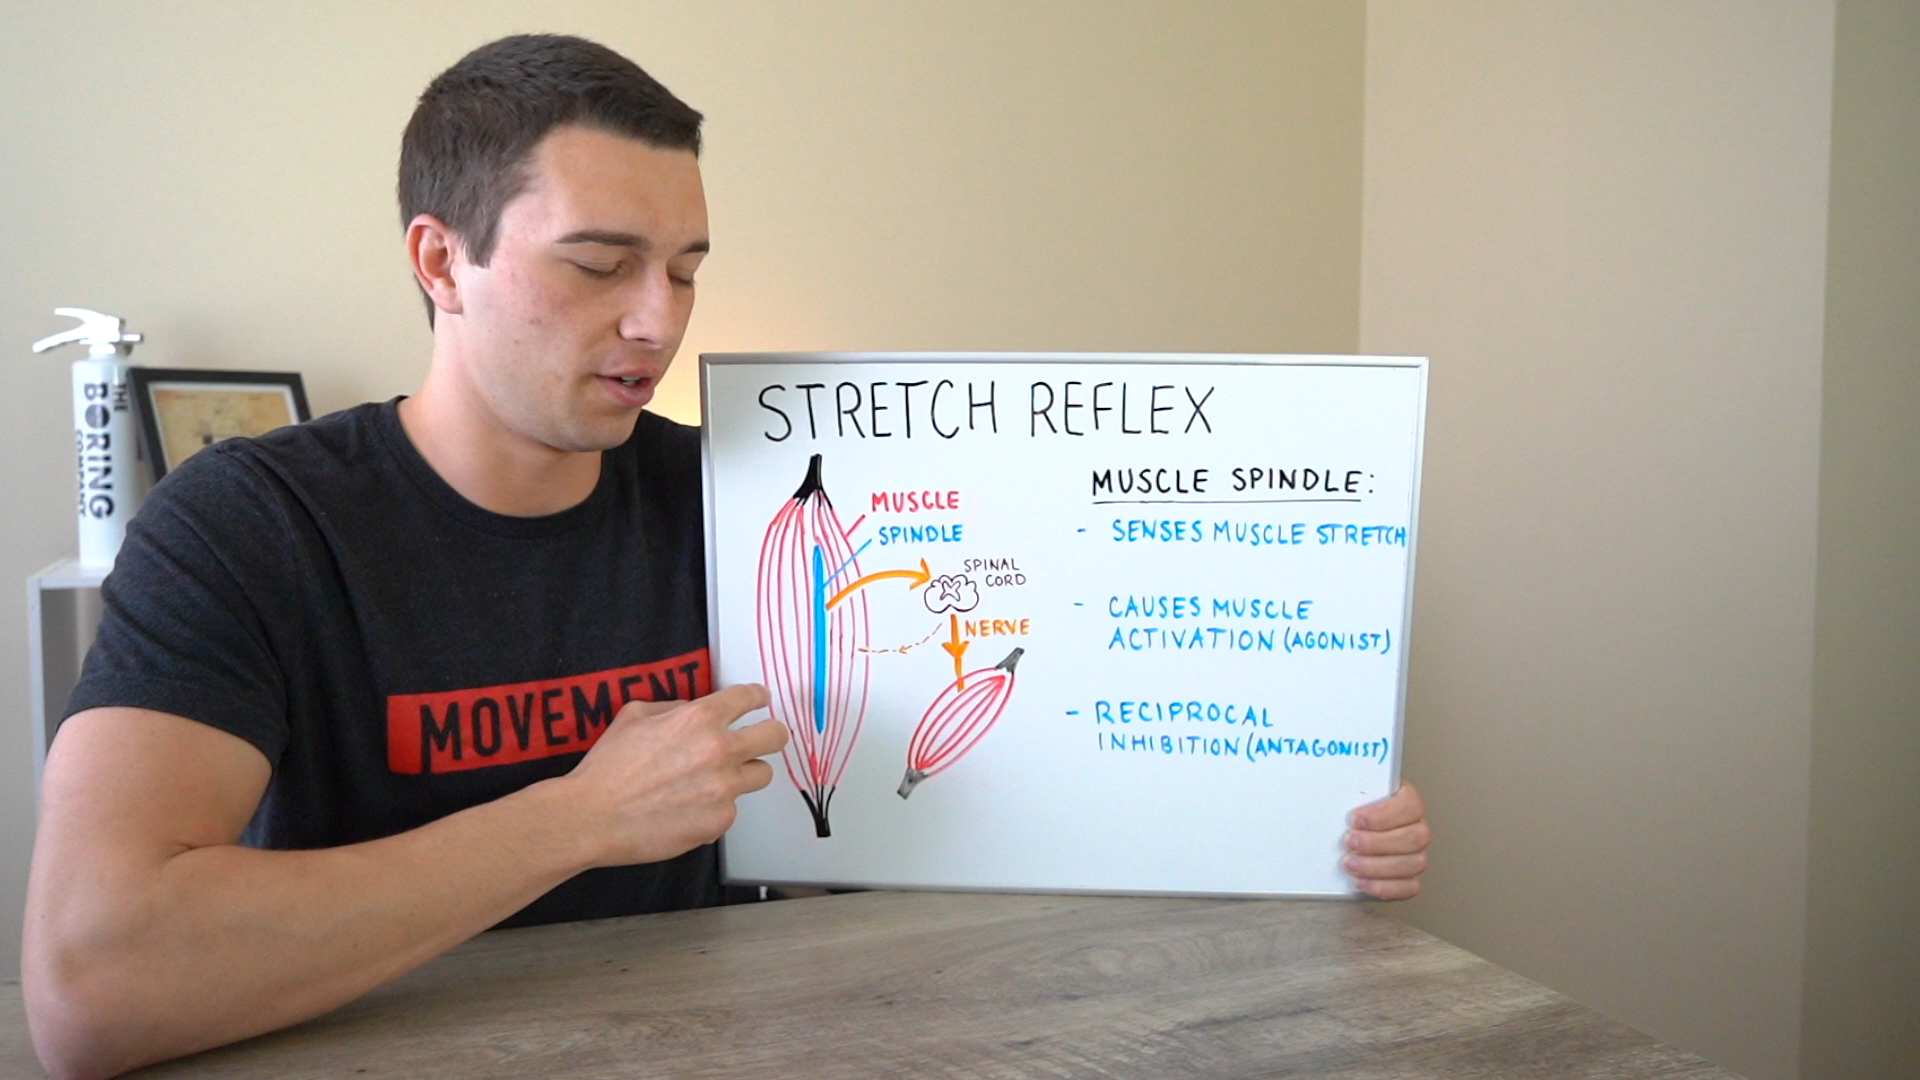 THE
BORING
COMPANY
MOVEMENT
STRETCH REFLEX
MUSCLE
SPINDLE
SPINAL
CORD
NERVE
MUSCLE SPINDLE:
- SENSES MUSCLE STRETCH
- CAUSES MUSCLE
ACTIVATION (AGONIST)
- RECIPROCAL
INHIBITION (ANTAGONIST)